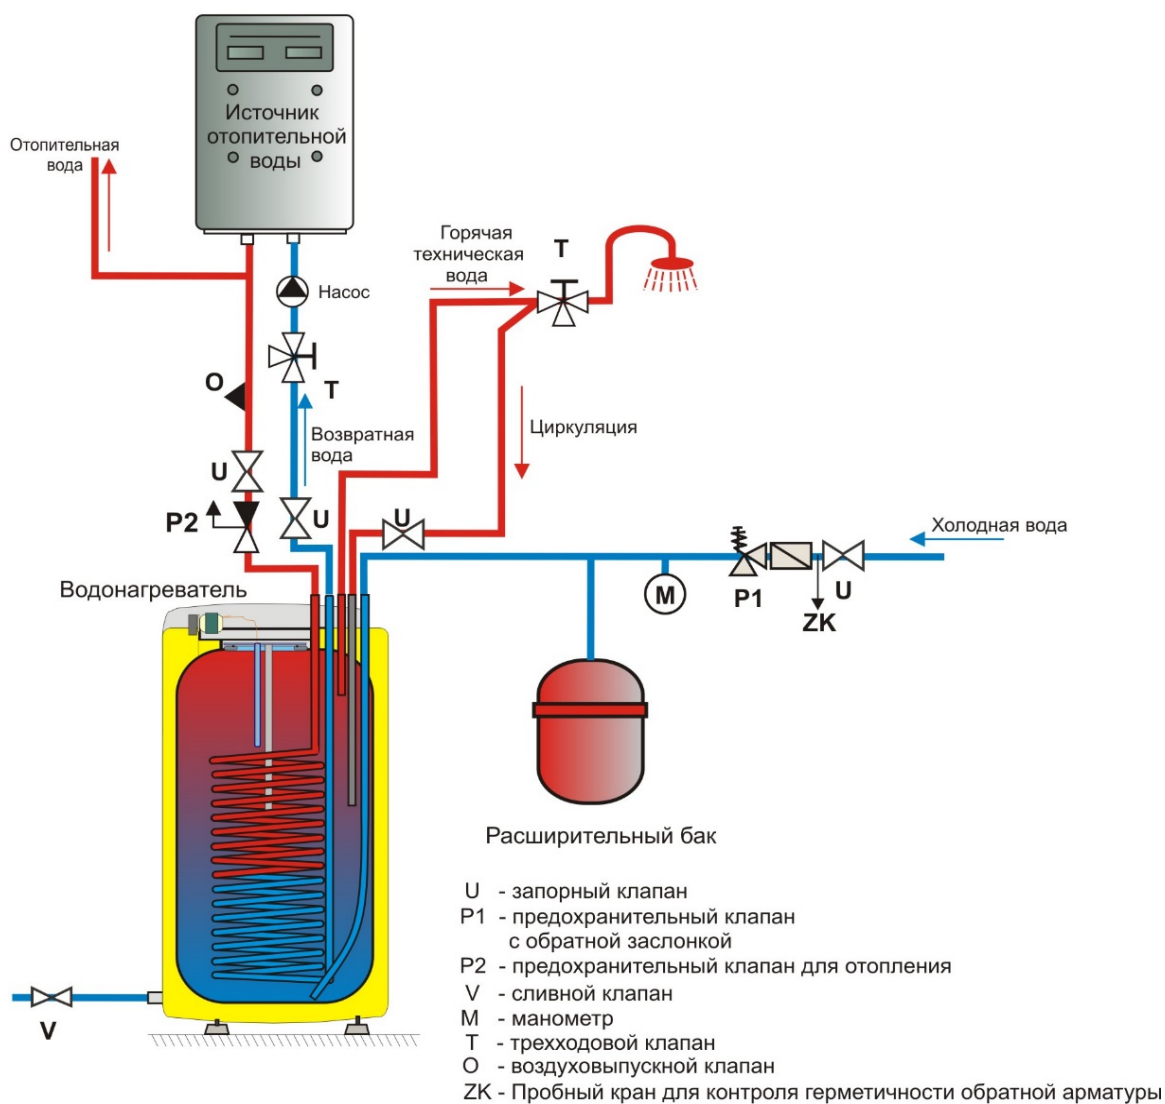 Источник
отопительной
воды
Отопительная
вода
Горячая
техническая
вода
T
Насос
O
T
Возвратная
вода
Циркуляция
U
P2
U
U
Холодная вода
M
P1
U
ZK
Водонагреватель
Расширительный бак
U - запорный клапан
P1 - предохранительный клапан
с обратной заслонкой
P2 - предохранительный клапан для отопления
V - сливной клапан
M - манометр
T - трехходовой клапан
O - воздуховыпускной клапан
ZK - Пробный кран для контроля герметичности обратной арматуры
V